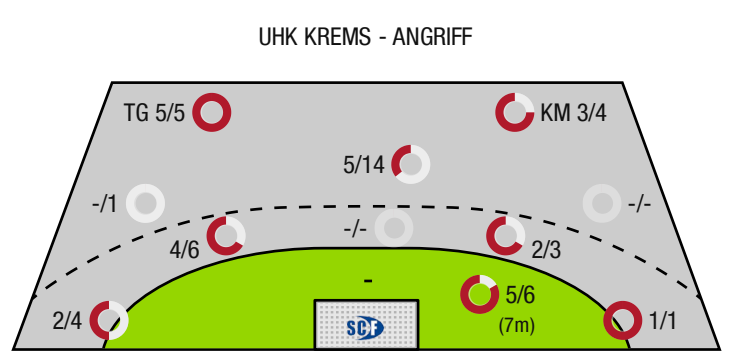 UHK KREMS - ANGRIFF
TG 5/5
KM 3/4
5/14
-/1
-/-
-/-
4/6
2/3
-
5/6
(7m)
2/4
SCF
1/1